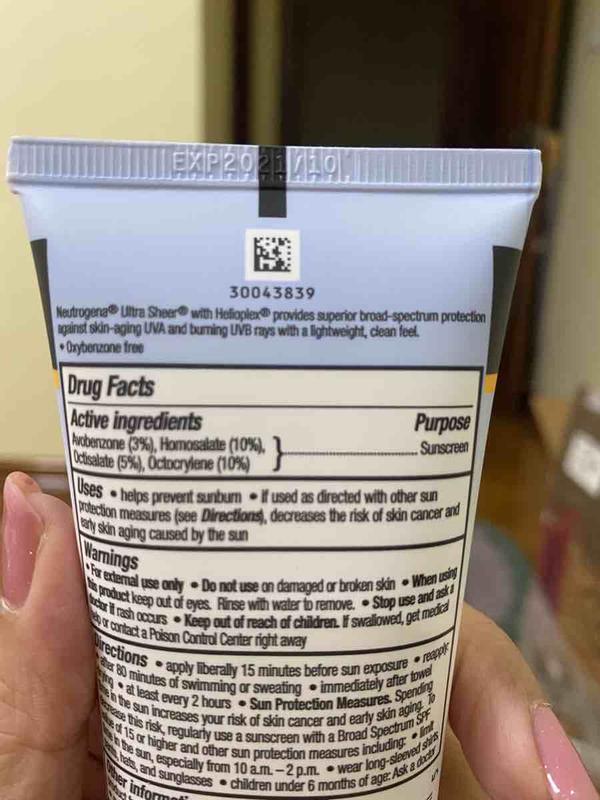 EXP2021/10
30043839
Neutrogena® Ultra Sheer® with Helioplex® provides superior broad-spectrum protection
against skin-aging UVA and burning UVB rays with a lightweight, clean feel.
• Oxybenzone free
Drug Facts
Active ingredients Purpose
Avobenzone (3%), Homosalate (10%),
Octisalate (5%), Octocrylene (10%) } Sunscreen
Uses • helps prevent sunburn • if used as directed with other sun
protection measures (see Directions), decreases the risk of skin cancer and
early skin aging caused by the sun
Warnings
• For external use only • Do not use on damaged or broken skin • When using
this product keep out of eyes. Rinse with water to remove. • Stop use and ask a
doctor if rash occurs • Keep out of reach of children. If swallowed, get medical
or contact a Poison Control Center right away
Directions • apply liberally 15 minutes before sun exposure • reapply:
after 80 minutes of swimming or sweating • immediately after towel
• at least every 2 hours • Sun Protection Measures. Spending
in the sun increases your risk of skin cancer and early skin aging. To
this risk, regularly use a sunscreen with a Broad Spectrum SPF
of 15 or higher and other sun protection measures including: • limit
in the sun, especially from 10 a.m. – 2 p.m. • wear long-sleeved shirts
hats, and sunglasses • children under 6 months of age: Ask a doctor